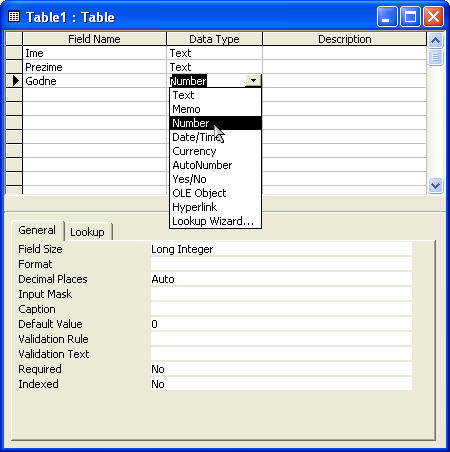 Table1 : Table
Field Name Data Type Description
Ime Text
Prezime Text
Godne Number
Text
Memo
Number
Date/Time
Currency
AutoNumber
Yes/No
OLE Object
Hyperlink
Lookup Wizard...
General Lookup
Field Size Long Integer
Format
Decimal Places Auto
Input Mask
Caption
Default Value 0
Validation Rule
Validation Text
Required No
Indexed No